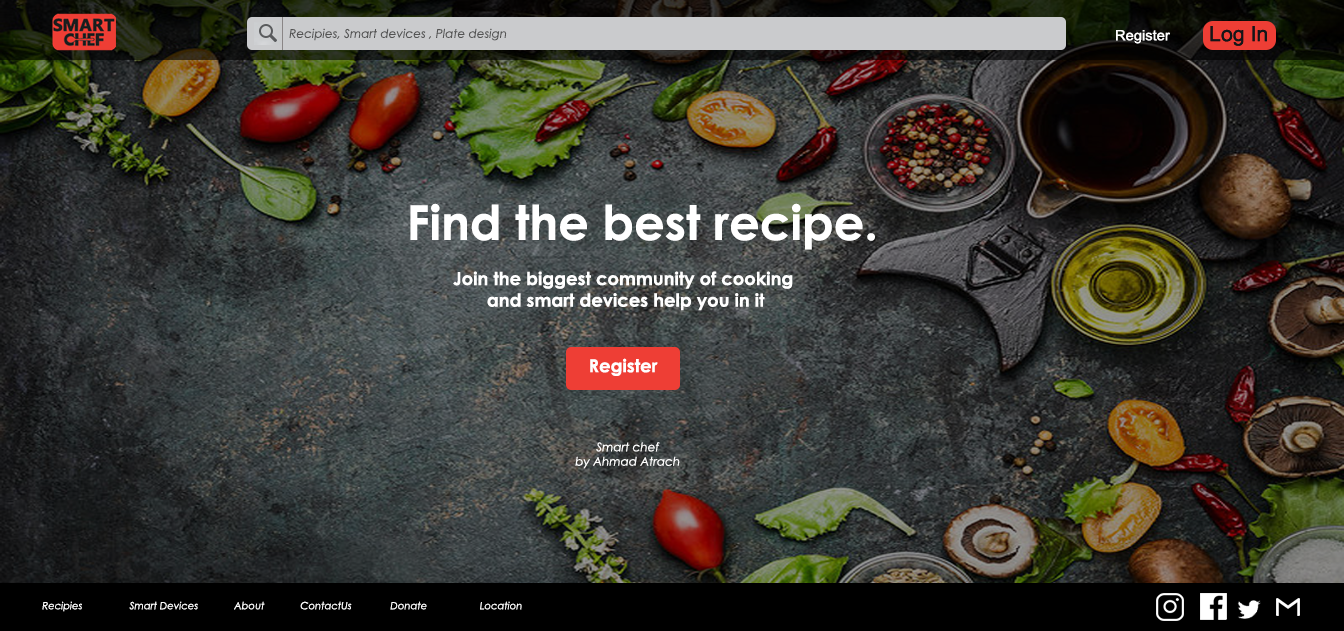 SMART
CHEF
Recipies, Smart devices , Plate design
Register
Log In
Find the best recipe.
Join the biggest community of cooking
and smart devices help you in it
Register
Smart chef
by Ahmad Atrach
Recipies
Smart Devices
About
ContactUs
Donate
Location